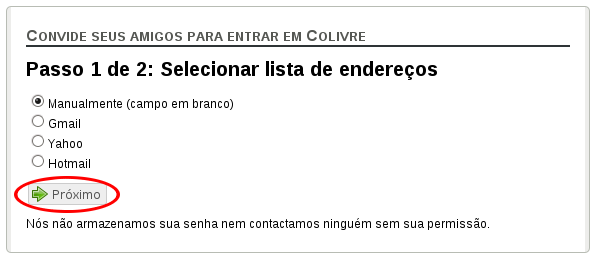 Convide seus amigos para entrar em Colivre
Passo 1 de 2: Selecionar lista de endereços
Manualmente (campo em branco)
Gmail
Yahoo
Hotmail
Próximo
Nós não armazenamos sua senha nem contactamos ninguém sem sua permissão.